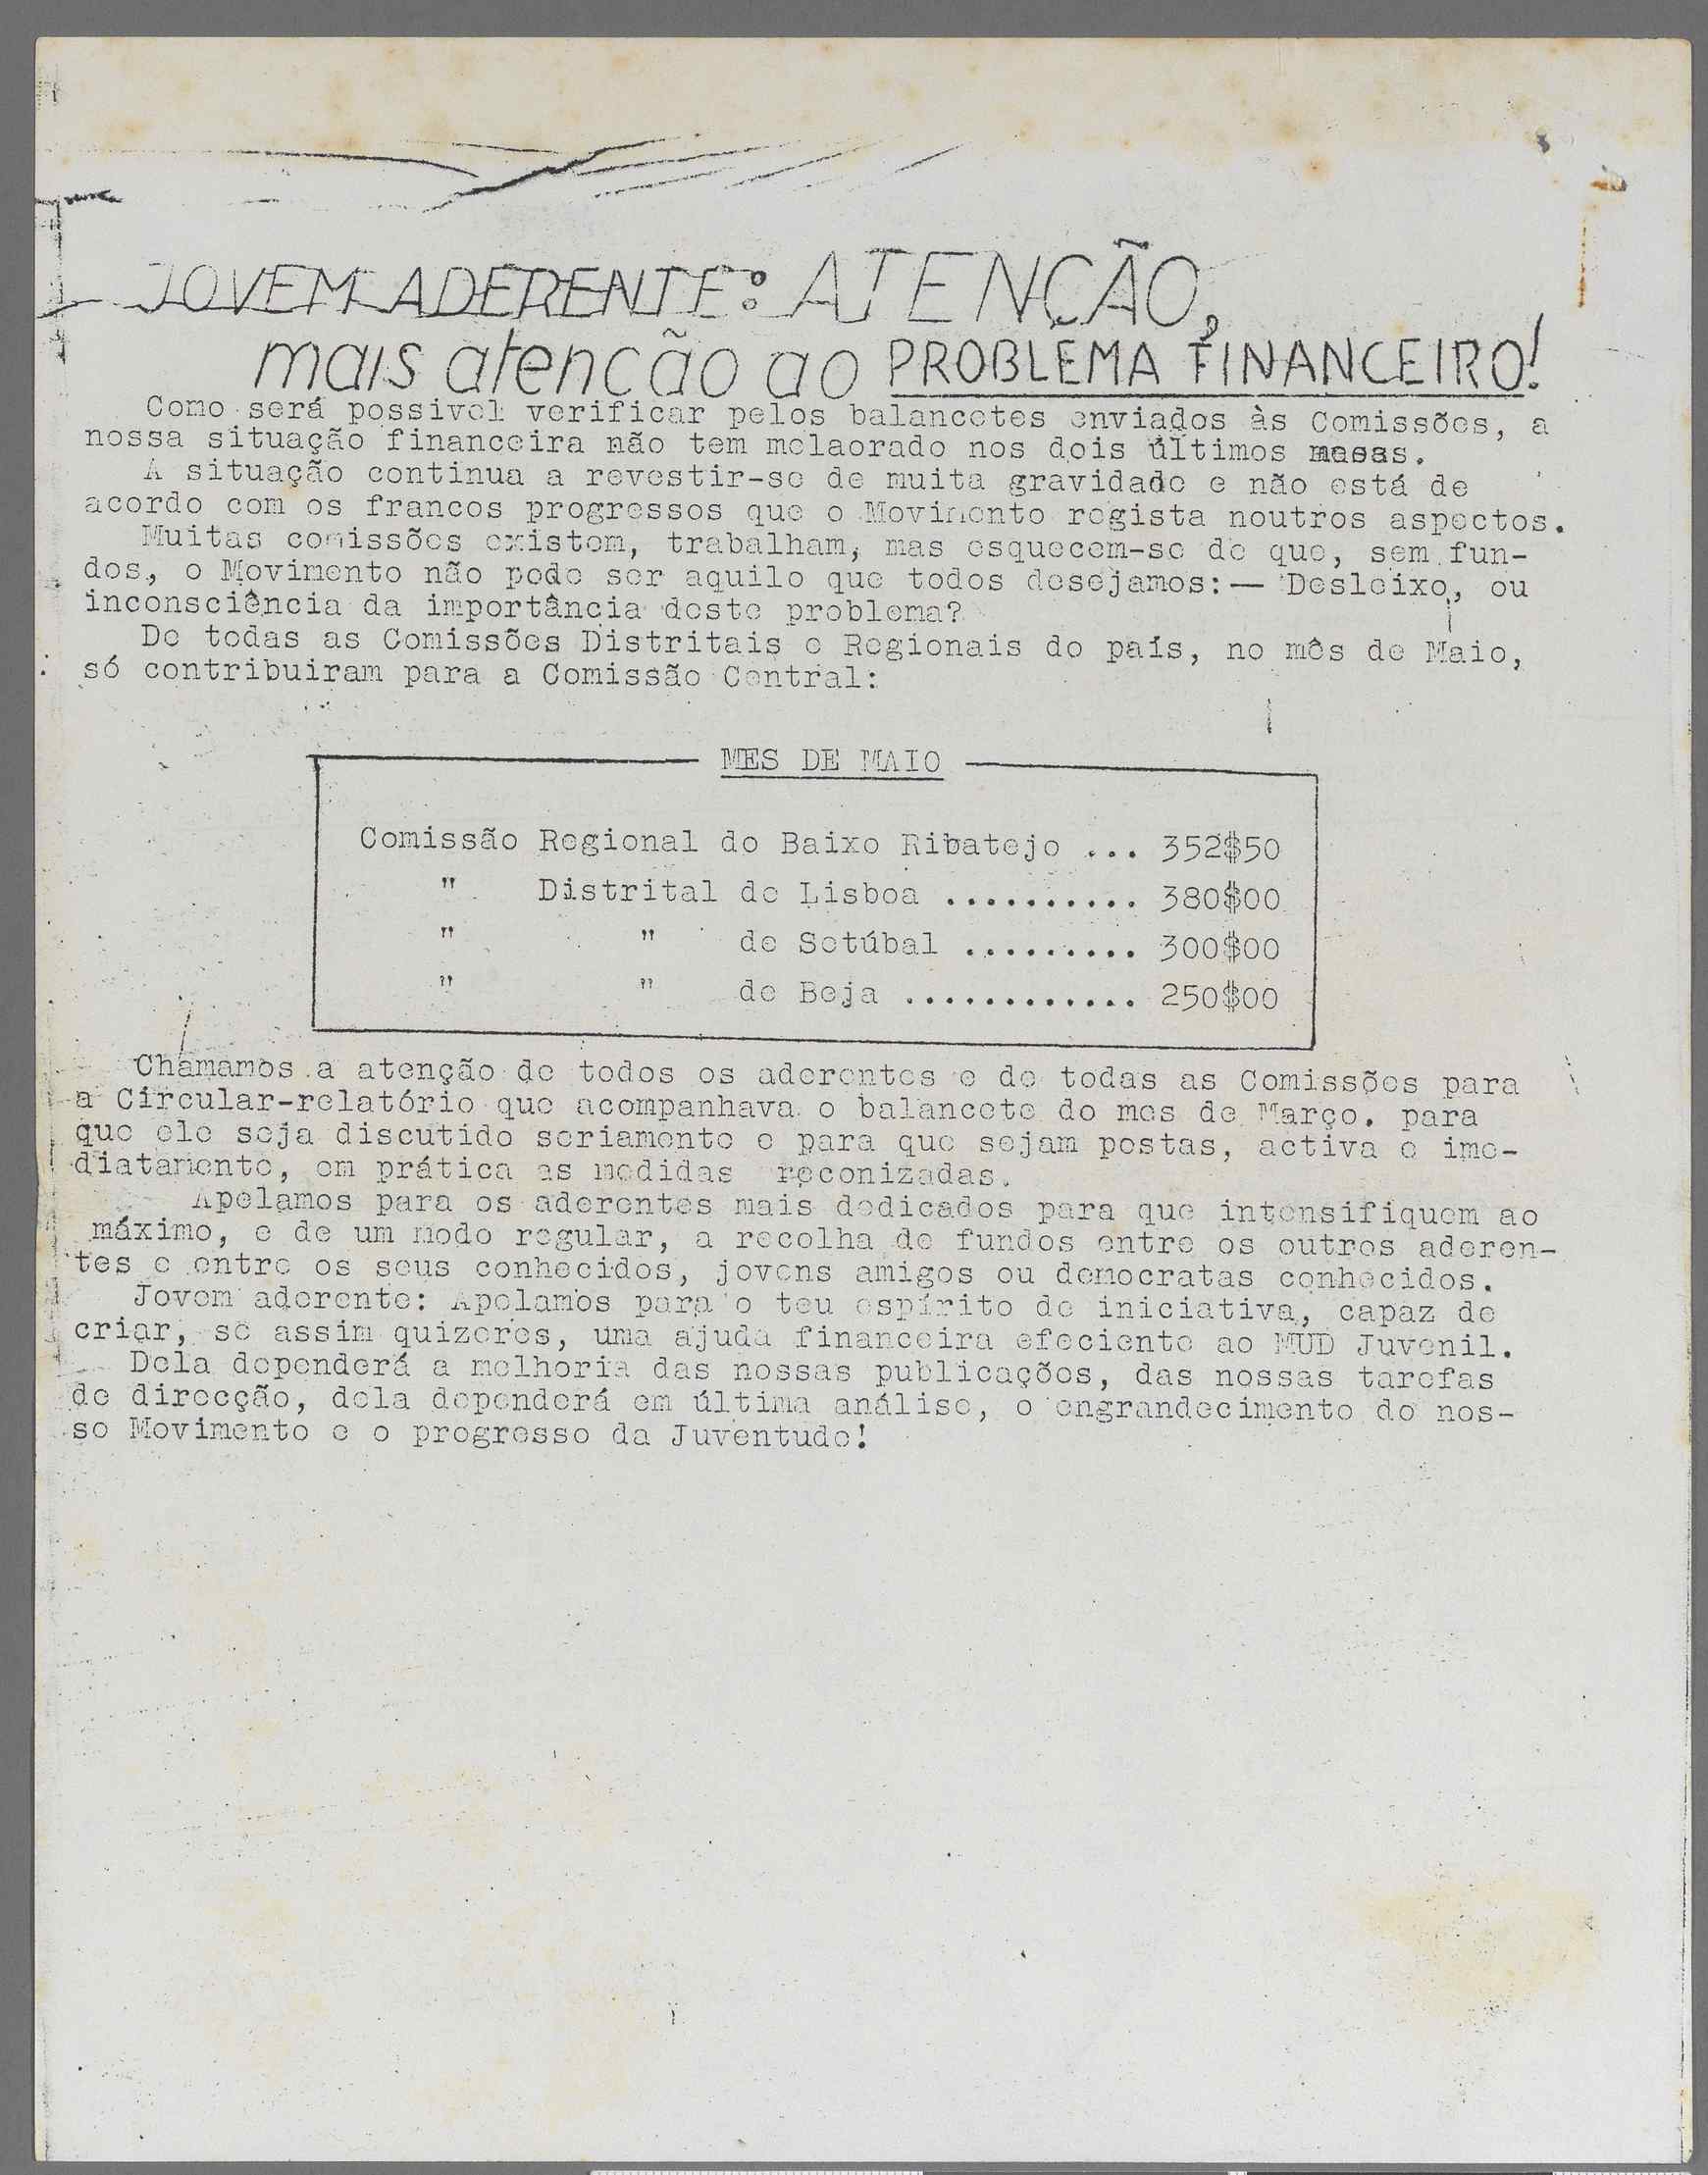 JOVEM ADERENTE: ATENÇÃO,
mais atencão ao PROBLEMA FINANCEIRO!
Como será possivel verificar pelos balancetes enviados às Comissões, a
nossa situação financeira não tem melaorado nos dois últimos meses.
A situação continua a revestir-se de muita gravidade e não está de
acordo com os francos progressos que o Movimento regista noutros aspectos.
Muitas comissões existem, trabalham, mas esquecem-se de que, sem fun-
dos, o Movimento não pode ser aquilo que todos desejamos:— Desleixo, ou
inconsciência da importância deste problema?
De todas as Comissões Distritais e Regionais do país, no mês de Maio,
só contribuiram para a Comissão Central:
MES DE MAIO
Comissão Regional do Baixo Ribatejo ... 352$50
" Distrital de Lisboa .......... 380$00
" " de Setúbal ......... 300$00
" " de Beja ............ 250$00
Chamamos a atenção de todos os aderentes e de todas as Comissões para
a Circular-relatório que acompanhava o balancete do mes de Março. para
que ele seja discutido seriamente e para que sejam postas, activa e ime-
diatamente, em prática as medidas reconizadas.
Apelamos para os aderentes mais dedicados para que intensifiquem ao
máximo, e de um modo regular, a recolha de fundos entre os outros aderen-
tes e entre os seus conhecidos, jovens amigos ou democratas conhecidos.
Jovem aderente: Apelamos para o teu espírito de iniciativa, capaz de
criar, se assim quizeres, uma ajuda financeira efeciente ao MUD Juvenil.
Dela dependerá a melhoria das nossas publicações, das nossas tarefas
de direcção, dela dependerá em última análise, o engrandecimento do nos-
so Movimento e o progresso da Juventude!